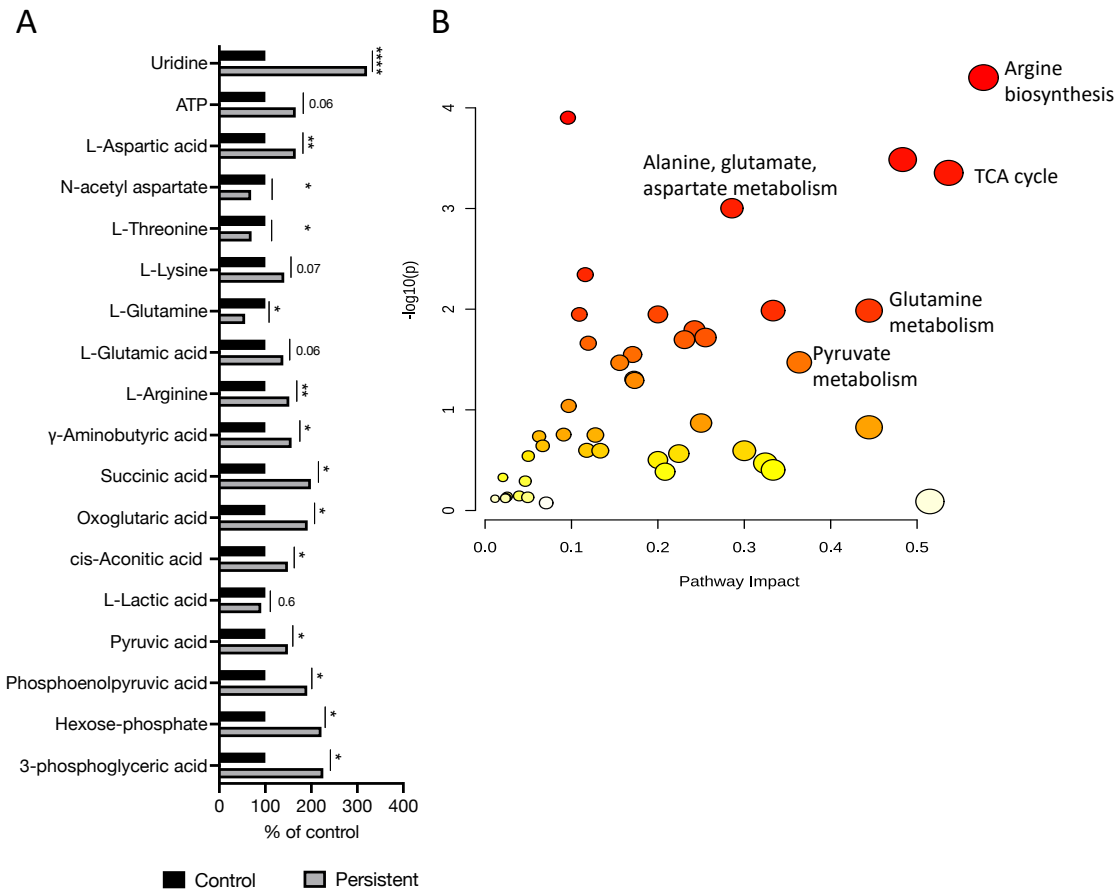 A
B
Uridine
****
ATP
0.06
L-Aspartic acid
**
N-acetyl aspartate
*
L-Threonine
*
L-Lysine
0.07
L-Glutamine
*
L-Glutamic acid
0.06
L-Arginine
**
γ-Aminobutyric acid
*
Succinic acid
*
Oxoglutaric acid
*
cis-Aconitic acid
*
L-Lactic acid
0.6
Pyruvic acid
*
Phosphoenolpyruvic acid
*
Hexose-phosphate
*
3-phosphoglyceric acid
*
0 100 200 300 400
% of control
Control
Persistent
Argine
biosynthesis
Alanine, glutamate,
aspartate metabolism
TCA cycle
Glutamine
metabolism
Pyruvate
metabolism
-log10(p)
4
3
2
1
0
0.0 0.1 0.2 0.3 0.4 0.5
Pathway Impact